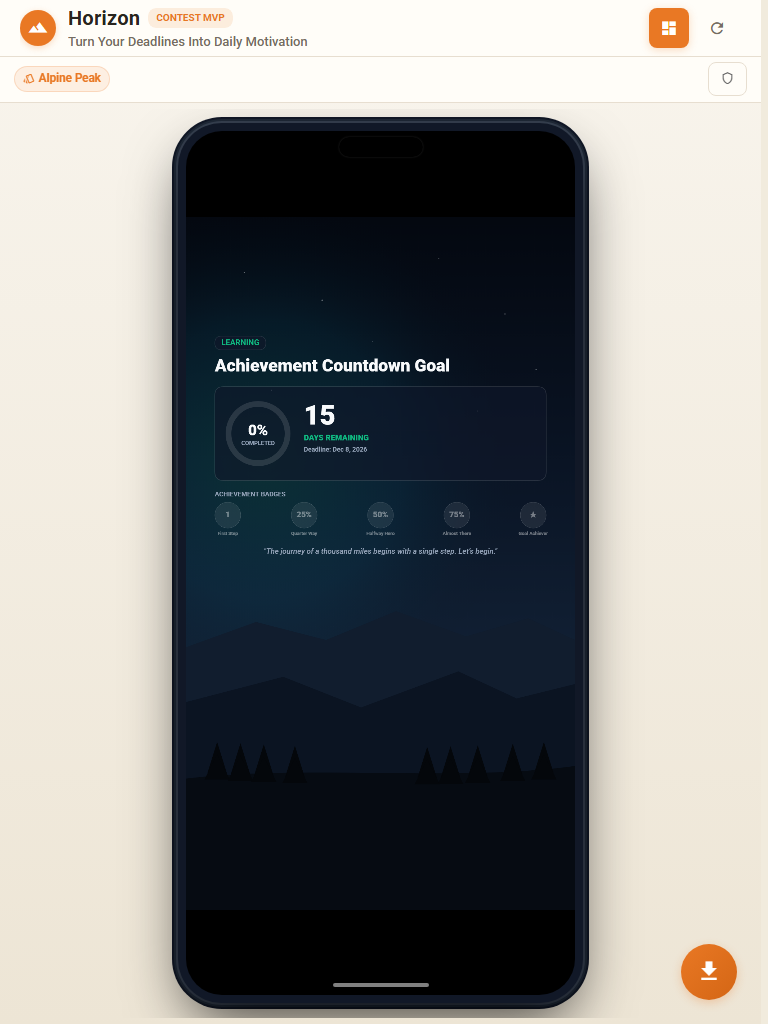 Horizon
CONTEST MVP
Turn Your Deadlines Into Daily Motivation
Alpine Peak
LEARNING
Achievement Countdown Goal
0%
COMPLETED
15
DAYS REMAINING
Deadline: Dec 8, 2026
ACHIEVEMENT BADGES
1 25% 50% 75% ★
First Step Quarter Way Halfway Hero Almost There Goal Achiever
"The journey of a thousand miles begins with a single step. Let's begin."